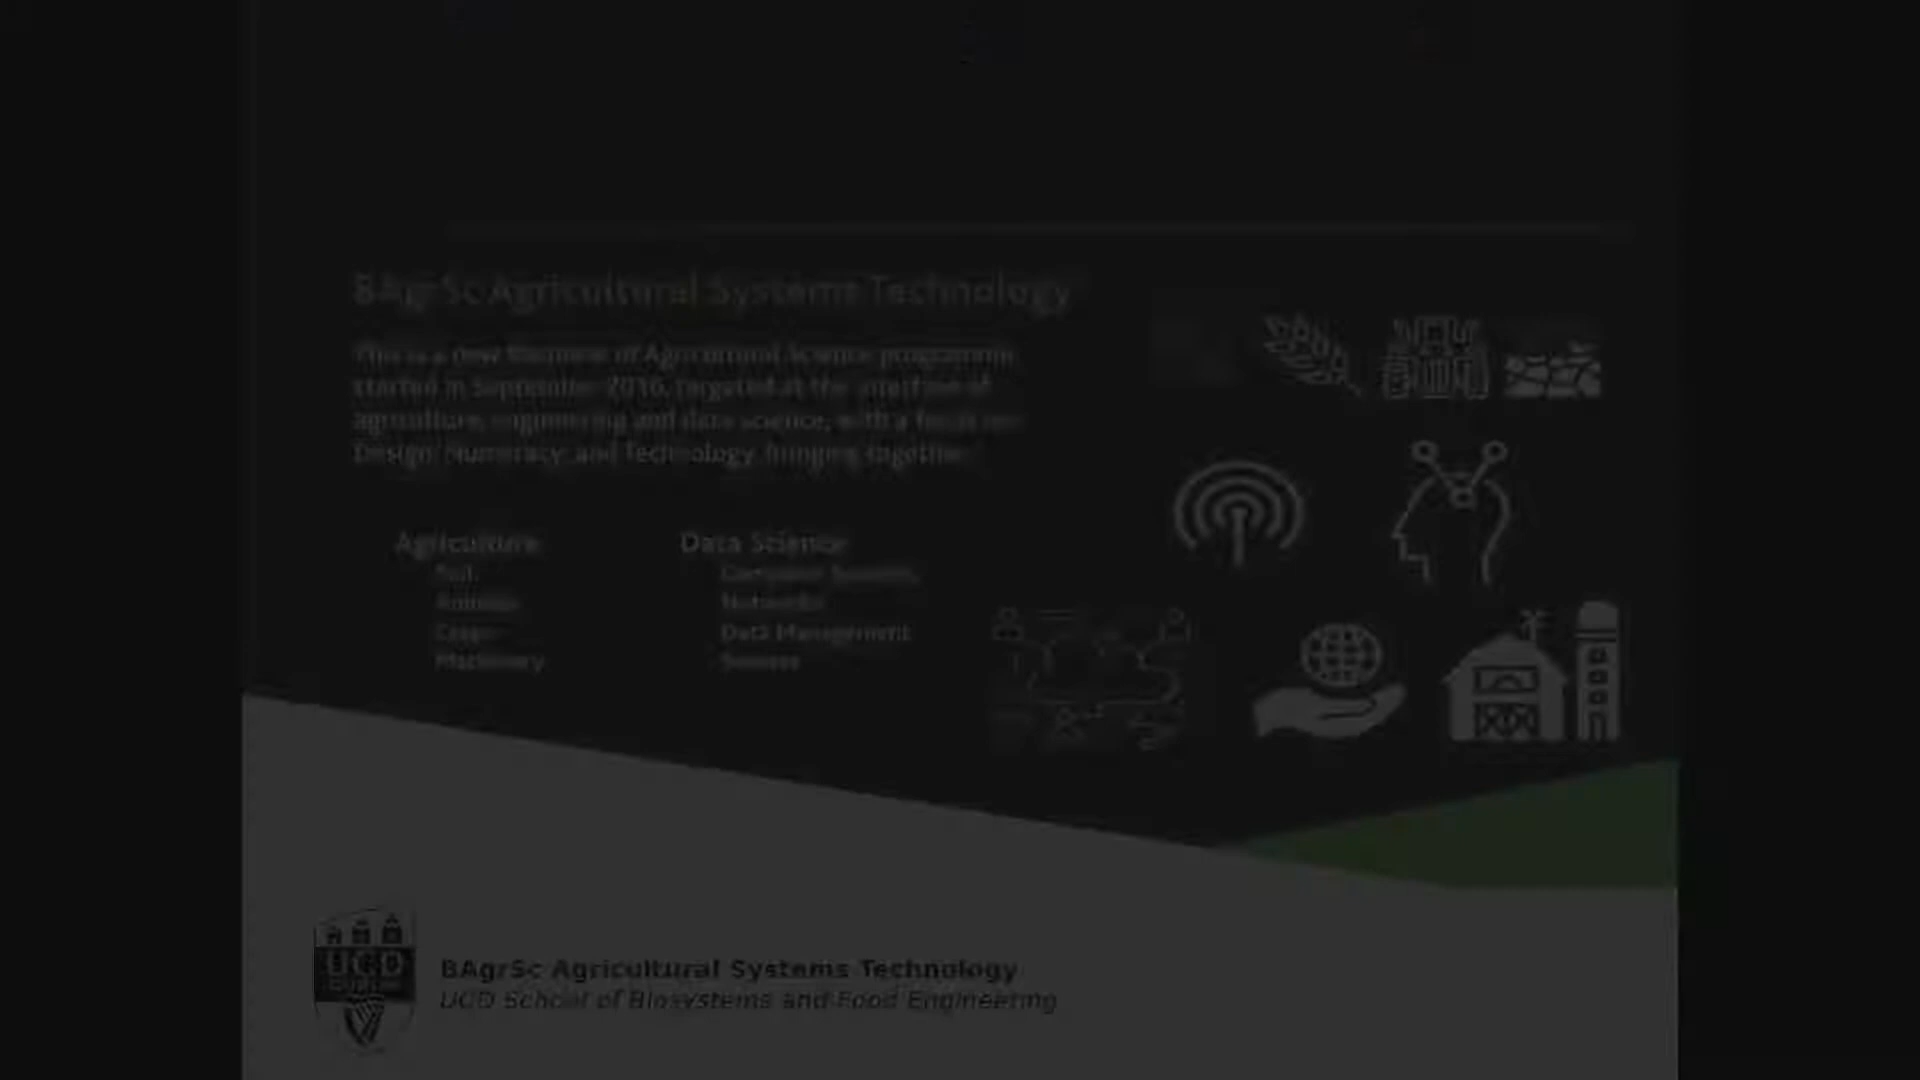 BAgrSc Agricultural Systems Technology
This is a new Bachelor of Agricultural Science programme
started in September 2016, targeted at the interface of
agriculture, engineering and data science, with a focus on
Design, Numeracy, and Technology, bringing together
Agriculture
Soil
Animals
Crops
Machinery
Data Science
Computer Systems
Networks
Data Management
Sensors
UCD
DUBLIN
BAgrSc Agricultural Systems Technology
UCD School of Biosystems and Food Engineering